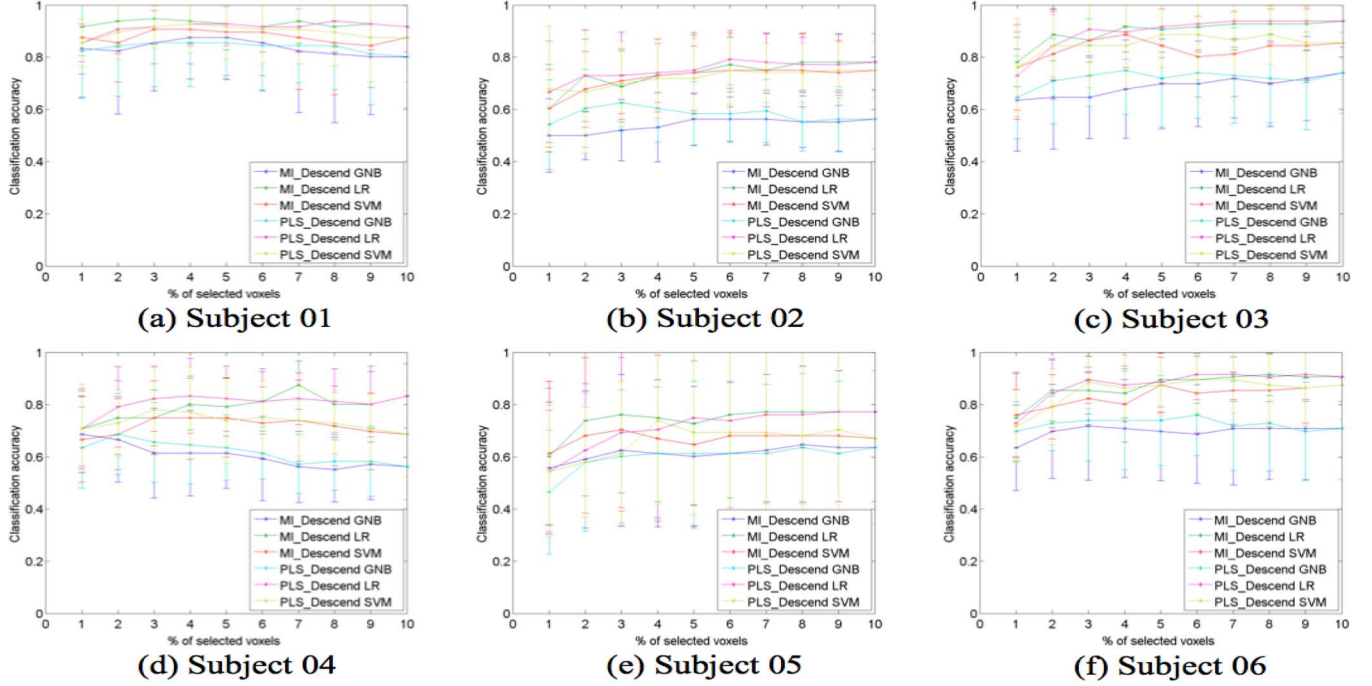 Classification accuracy
1
0.8
0.6
0.4
0.2
0
MI_Descend GNB
MI_Descend LR
MI_Descend SVM
PLS_Descend GNB
PLS_Descend LR
PLS_Descend SVM
0 1 2 3 4 5 6 7 8 9 10
% of selected voxels
(a) Subject 01
Classification accuracy
1
0.8
0.6
0.4
0.2
0
MI_Descend GNB
MI_Descend LR
MI_Descend SVM
PLS_Descend GNB
PLS_Descend LR
PLS_Descend SVM
0 1 2 3 4 5 6 7 8 9 10
% of selected voxels
(b) Subject 02
Classification accuracy
1
0.8
0.6
0.4
0.2
0
MI_Descend GNB
MI_Descend LR
MI_Descend SVM
PLS_Descend GNB
PLS_Descend LR
PLS_Descend SVM
0 1 2 3 4 5 6 7 8 9 10
% of selected voxels
(c) Subject 03
Classification accuracy
1
0.8
0.6
0.4
0.2
0
MI_Descend GNB
MI_Descend LR
MI_Descend SVM
PLS_Descend GNB
PLS_Descend LR
PLS_Descend SVM
0 1 2 3 4 5 6 7 8 9 10
% of selected voxels
(d) Subject 04
Classification accuracy
1
0.8
0.6
0.4
0.2
0
MI_Descend GNB
MI_Descend LR
MI_Descend SVM
PLS_Descend GNB
PLS_Descend LR
PLS_Descend SVM
0 1 2 3 4 5 6 7 8 9 10
% of selected voxels
(e) Subject 05
Classification accuracy
1
0.8
0.6
0.4
0.2
0
MI_Descend GNB
MI_Descend LR
MI_Descend SVM
PLS_Descend GNB
PLS_Descend LR
PLS_Descend SVM
0 1 2 3 4 5 6 7 8 9 10
% of selected voxels
(f) Subject 06